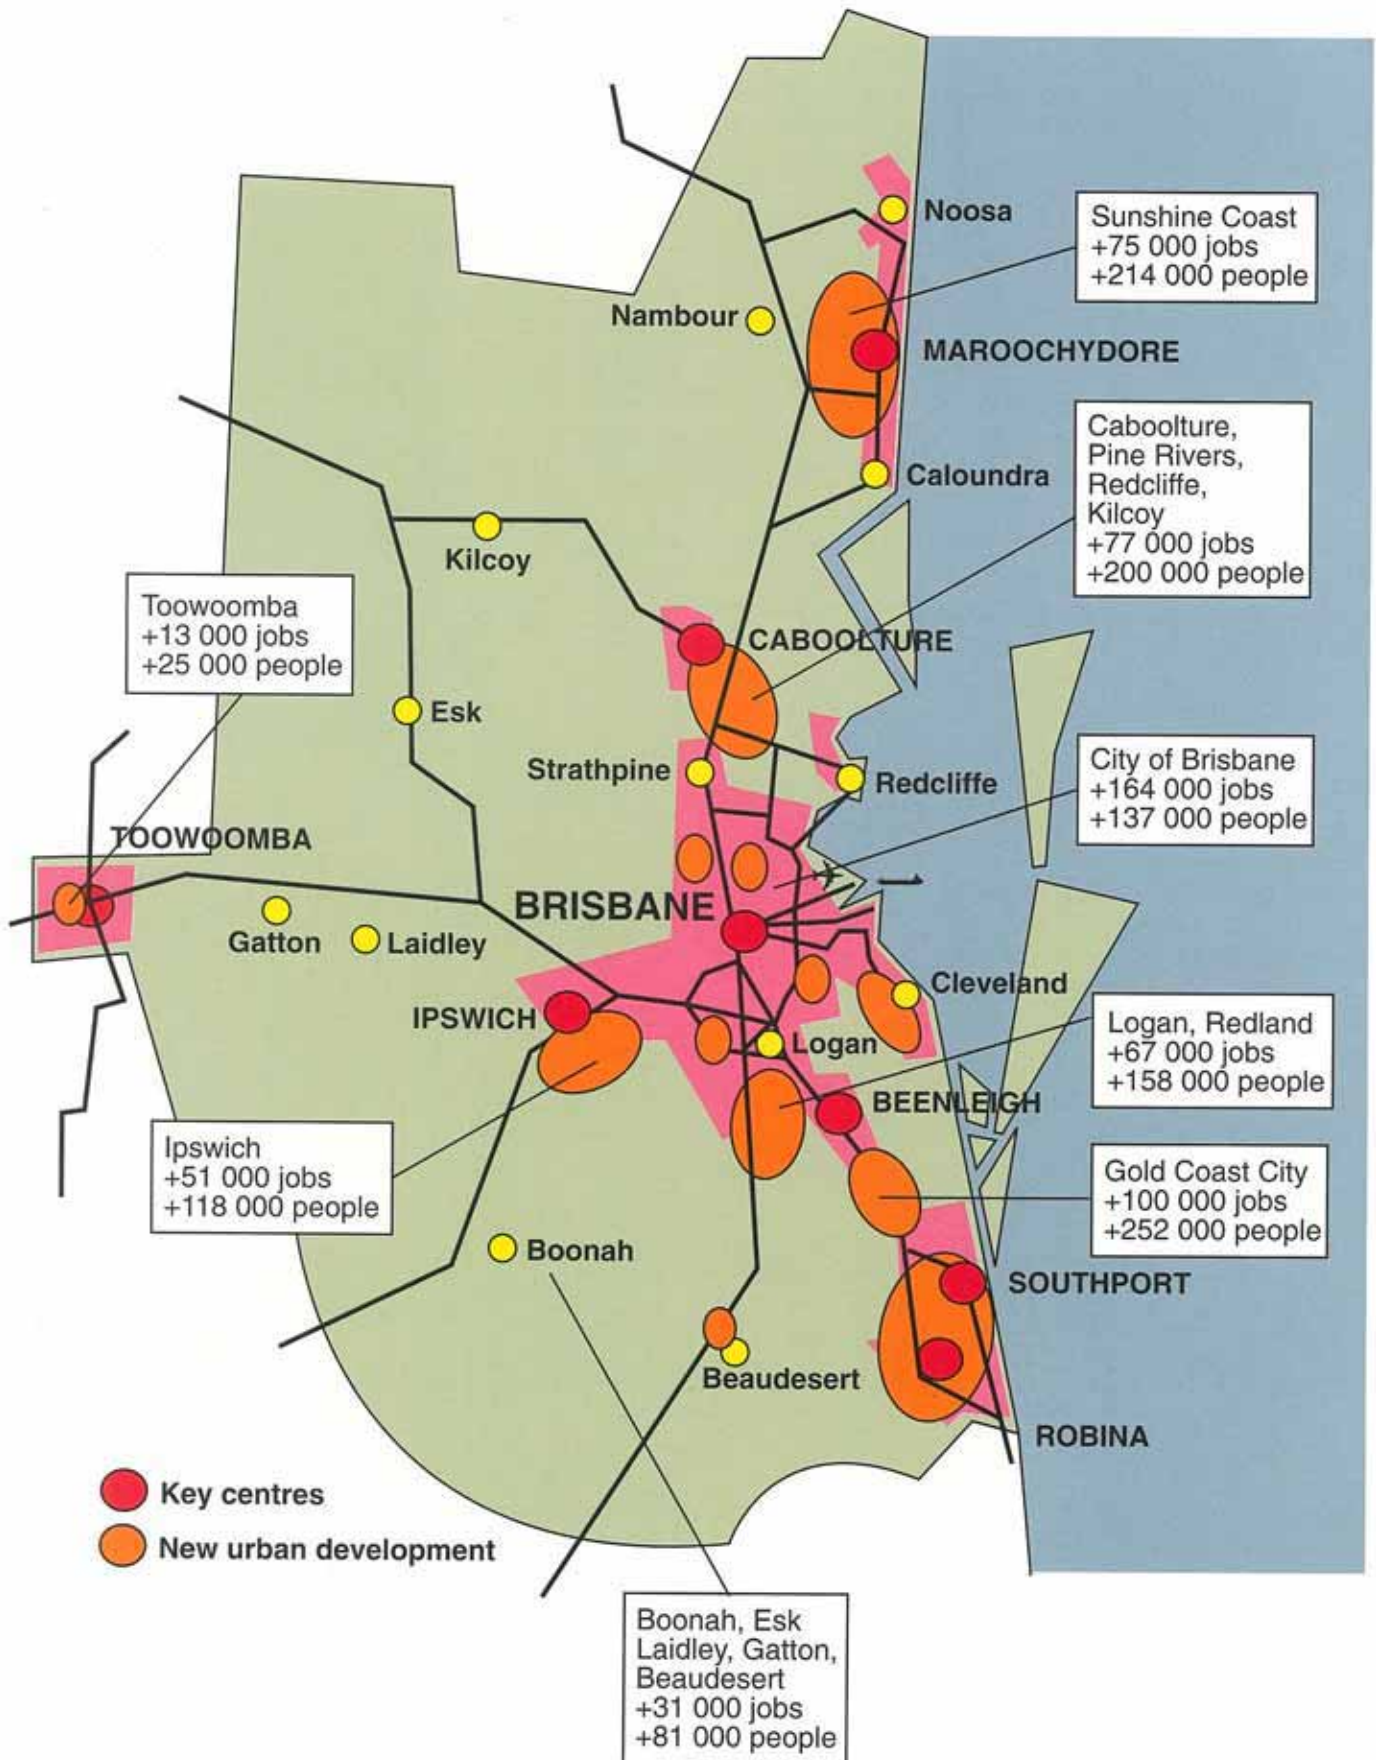 Noosa
Sunshine Coast
+75 000 jobs
+214 000 people
Nambour
MAROOCHYDORE
Caboolture,
Pine Rivers,
Redcliffe,
Kilcoy
+77 000 jobs
+200 000 people
Caloundra
Kilcoy
Toowoomba
+13 000 jobs
+25 000 people
CABOOLTURE
Esk
City of Brisbane
+164 000 jobs
+137 000 people
Strathpine
Redcliffe
TOOWOOMBA
BRISBANE
Gatton
Laidley
Cleveland
IPSWICH
Logan
Logan, Redland
+67 000 jobs
+158 000 people
BEENLEIGH
Ipswich
+51 000 jobs
+118 000 people
Gold Coast City
+100 000 jobs
+252 000 people
Boonah
SOUTHPORT
Beaudesert
ROBINA
Key centres
New urban development
Boonah, Esk
Laidley, Gatton,
Beaudesert
+31 000 jobs
+81 000 people